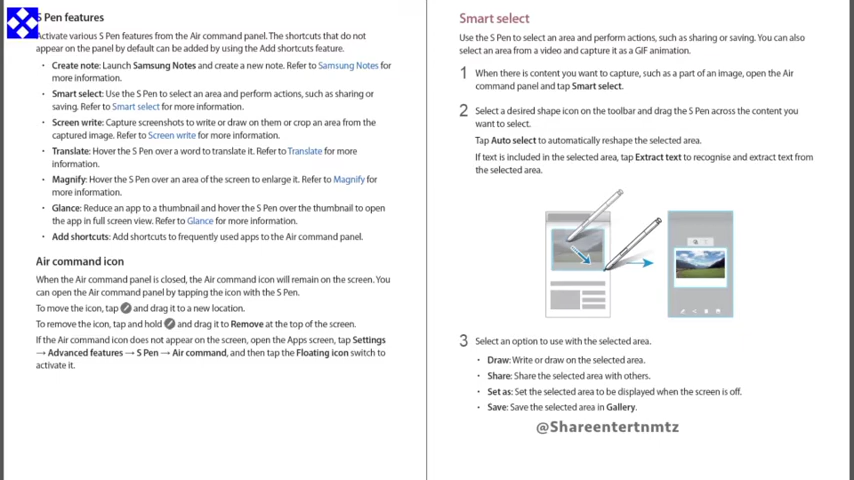 S Pen features
Activate various S Pen features from the Air command panel. The shortcuts that do not
appear on the panel by default can be added by using the Add shortcuts feature.
• Create note: Launch Samsung Notes and create a new note. Refer to Samsung Notes for
more information.
• Smart select: Use the S Pen to select an area and perform actions, such as sharing or
saving. Refer to Smart select for more information.
• Screen write: Capture screenshots to write or draw on them or crop an area from the
captured image. Refer to Screen write for more information.
• Translate: Hover the S Pen over a word to translate it. Refer to Translate for more
information.
• Magnify: Hover the S Pen over an area of the screen to enlarge it. Refer to Magnify for
more information.
• Glance: Reduce an app to a thumbnail and hover the S Pen over the thumbnail to open
the app in full screen view. Refer to Glance for more information.
• Add shortcuts: Add shortcuts to frequently used apps to the Air command panel.
Air command icon
When the Air command panel is closed, the Air command icon will remain on the screen. You
can open the Air command panel by tapping the icon with the S Pen.
To move the icon, tap and drag it to a new location.
To remove the icon, tap and hold and drag it to Remove at the top of the screen.
If the Air command icon does not appear on the screen, open the Apps screen, tap Settings
→ Advanced features → S Pen → Air command, and then tap the Floating icon switch to
activate it.
Smart select
Use the S Pen to select an area and perform actions, such as sharing or saving. You can also
select an area from a video and capture it as a GIF animation.
1 When there is content you want to capture, such as a part of an image, open the Air
command panel and tap Smart select.
2 Select a desired shape icon on the toolbar and drag the S Pen across the content you
want to select.
Tap Auto select to automatically reshape the selected area.
If text is included in the selected area, tap Extract text to recognise and extract text from
the selected area.
3 Select an option to use with the selected area.
• Draw: Write or draw on the selected area.
• Share: Share the selected area with others.
• Set as: Set the selected area to be displayed when the screen is off.
• Save: Save the selected area in Gallery.
@Shareentertnmtz